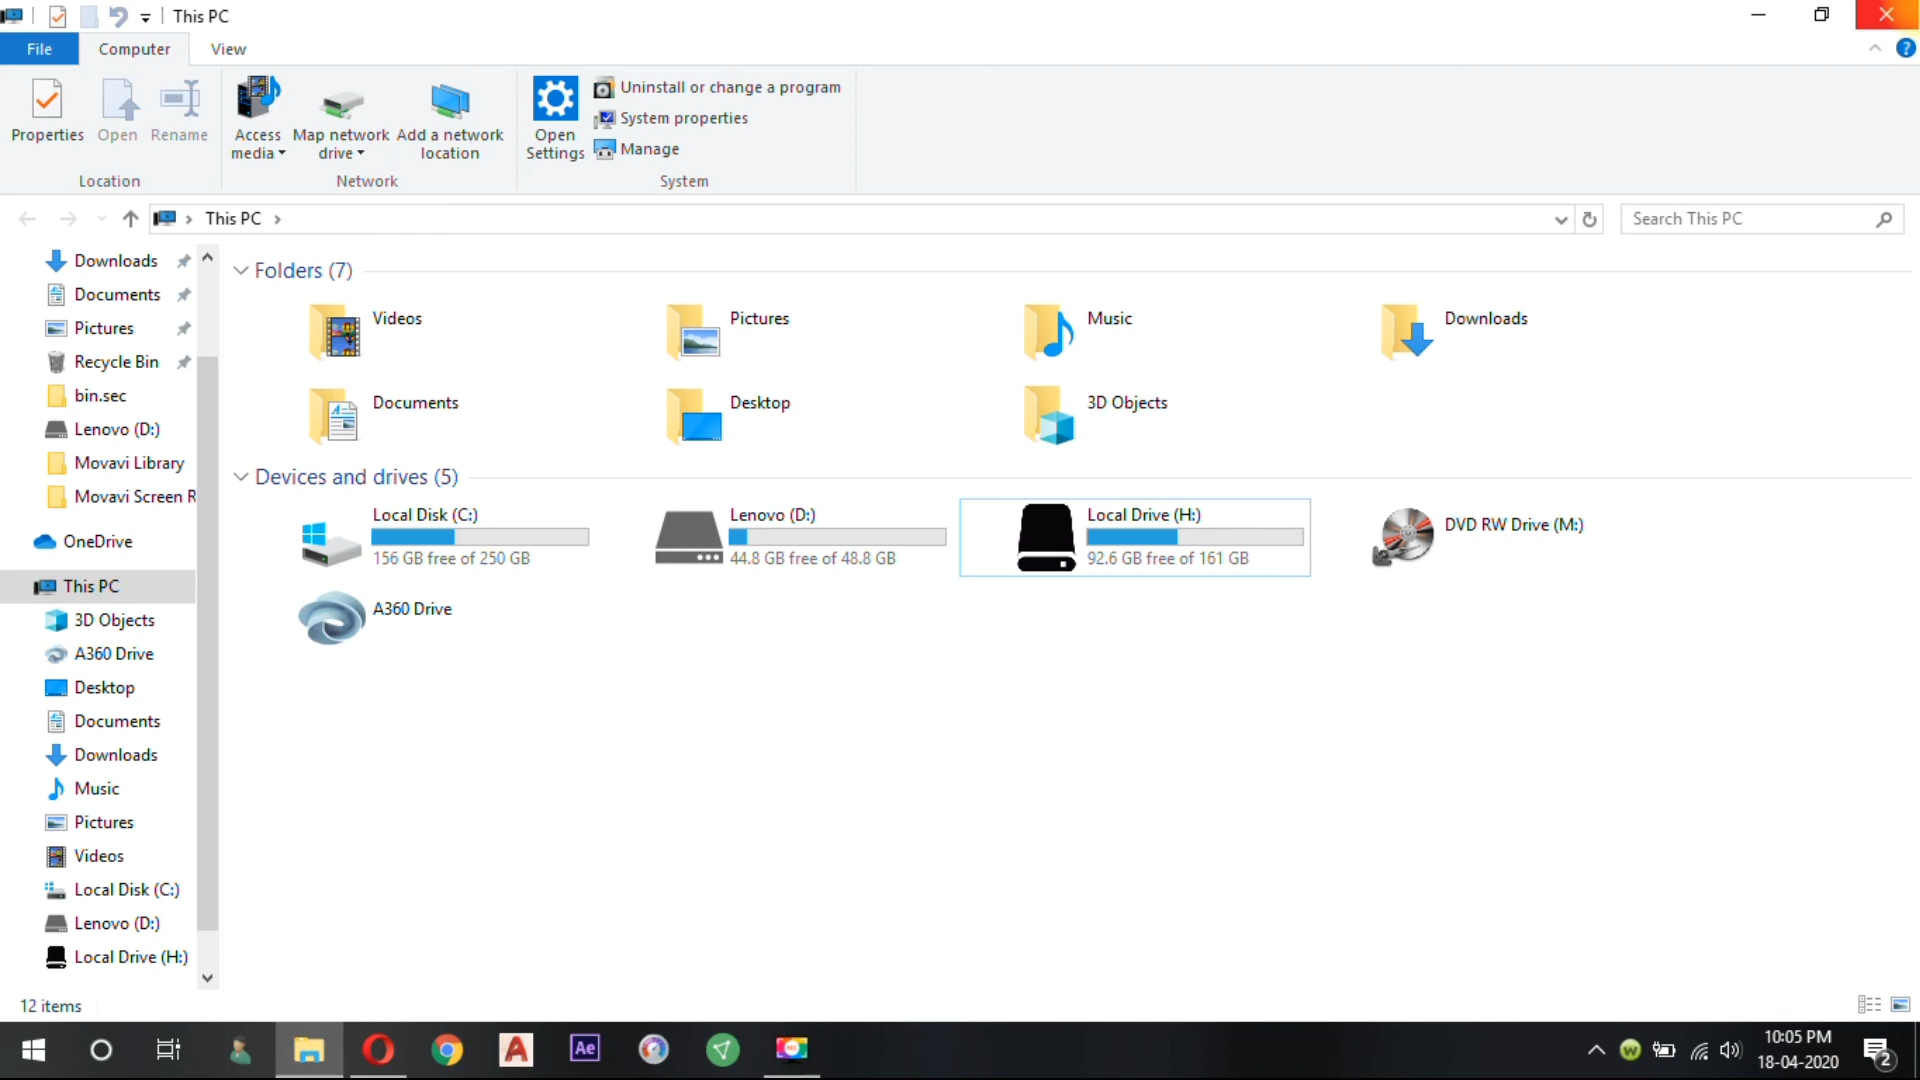 This PC
File
Computer
View
Properties
Open
Rename
Access
media
Map network
drive
Add a network
location
Open
Settings
Uninstall or change a program
System properties
Manage
Location
Network
System
This PC
Search This PC
Downloads
Documents
Pictures
Recycle Bin
bin.sec
Lenovo (D:)
Movavi Library
Movavi Screen R
OneDrive
This PC
3D Objects
A360 Drive
Desktop
Documents
Downloads
Music
Pictures
Videos
Local Disk (C:)
Lenovo (D:)
Local Drive (H:)
Folders (7)
Videos
Pictures
Music
Downloads
Documents
Desktop
3D Objects
Devices and drives (5)
Local Disk (C:)
156 GB free of 250 GB
Lenovo (D:)
44.8 GB free of 48.8 GB
Local Drive (H:)
92.6 GB free of 161 GB
DVD RW Drive (M:)
A360 Drive
12 items
Ae
10:05 PM
18-04-2020
2